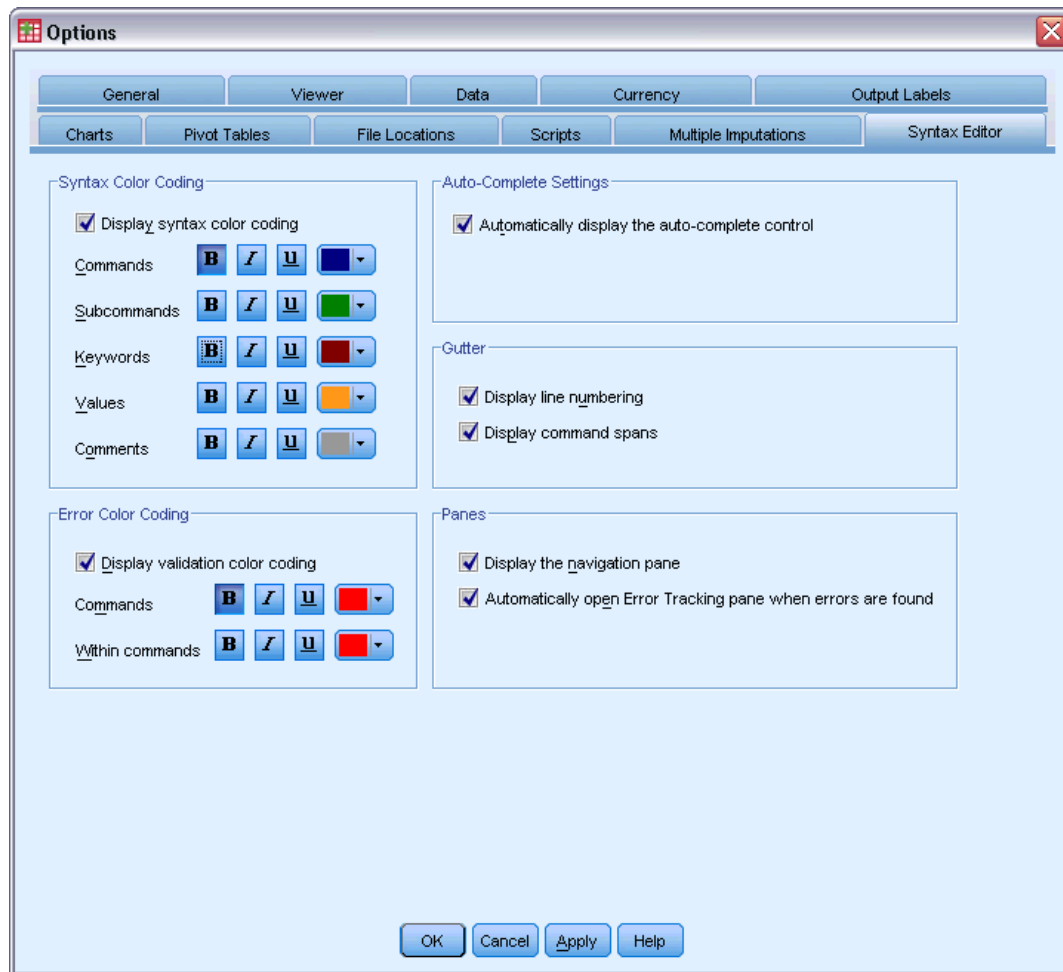 Options
General Viewer Data Currency Output Labels
Charts Pivot Tables File Locations Scripts Multiple Imputations Syntax Editor
Syntax Color Coding
Display syntax color coding
Commands B I U
Subcommands B I U
Keywords B I U
Values B I U
Comments B I U
Error Color Coding
Display validation color coding
Commands B I U
Within commands B I U
Auto-Complete Settings
Automatically display the auto-complete control
Gutter
Display line numbering
Display command spans
Panes
Display the navigation pane
Automatically open Error Tracking pane when errors are found
OK Cancel Apply Help